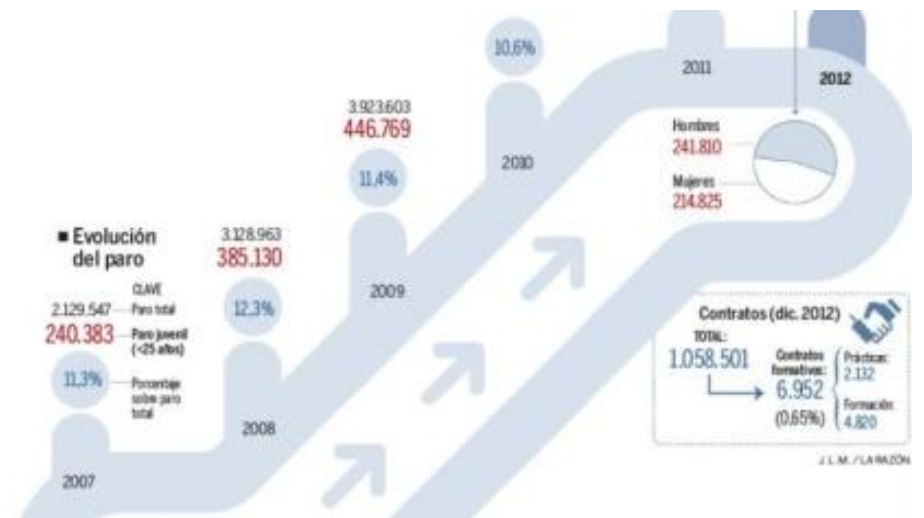 ■ Evolución
del paro
CLAVE
2.129.547 Paro total
240.383 Paro juvenil
(<25 años)
11,3% Porcentaje
sobre paro
total
2007
3.128.963
385.130
12,3%
2008
3.923.603
446.769
11,4%
2009
10,6%
2010
2011
2012
Hombres
241.810
Mujeres
214.825
Contratos (dic. 2012)
TOTAL:
1.058.501
Contratos
formativos:
6.952
(0,65%)
Prácticas:
2.132
Formación:
4.820
J. L. M. / LA RAZÓN